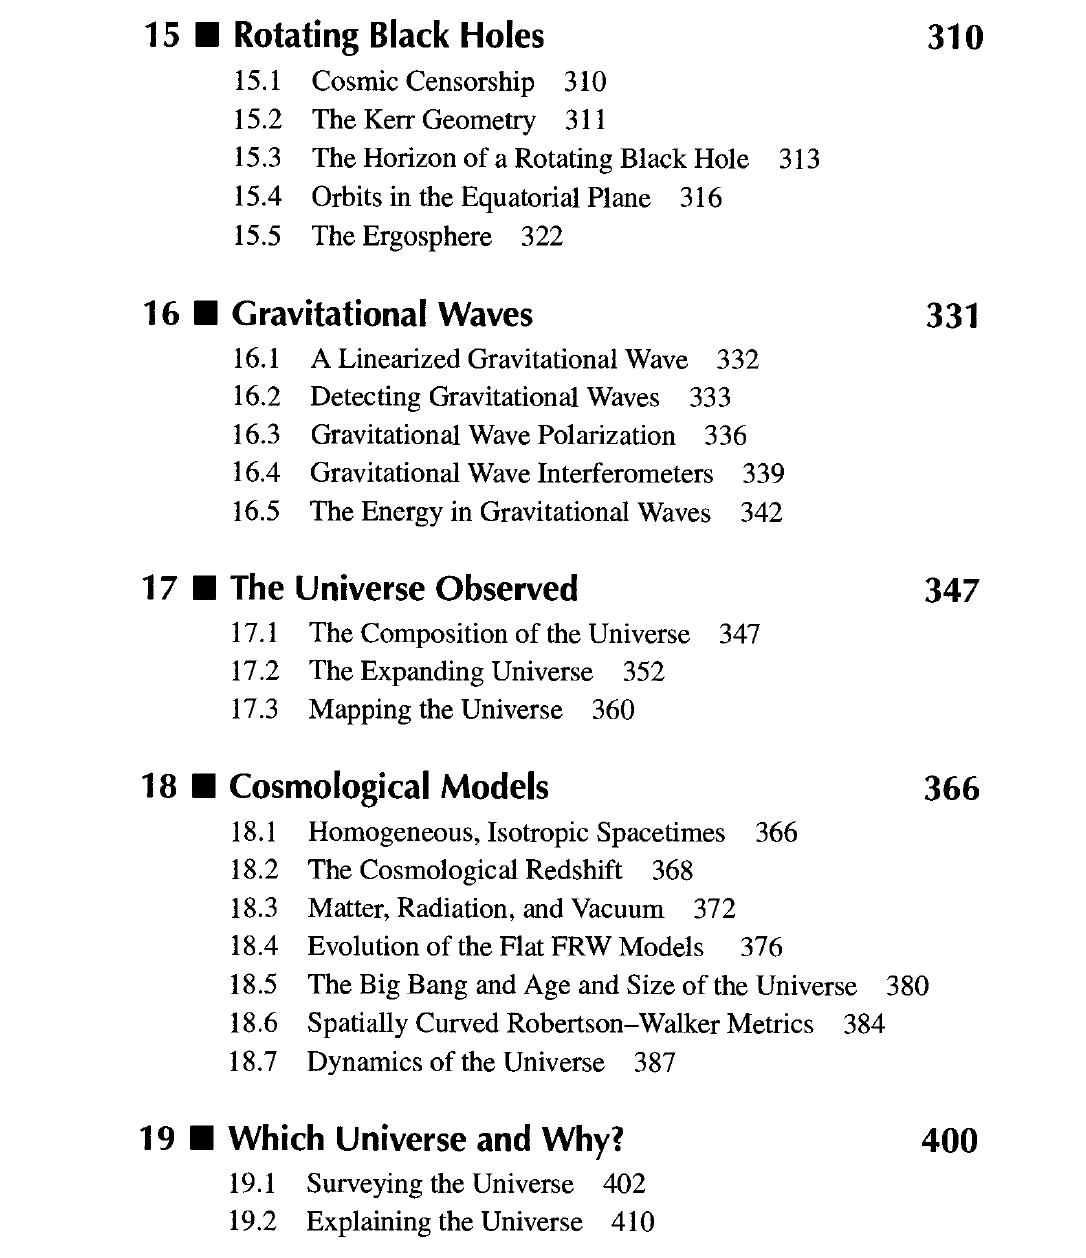 15 ■ Rotating Black Holes 310
15.1 Cosmic Censorship 310
15.2 The Kerr Geometry 311
15.3 The Horizon of a Rotating Black Hole 313
15.4 Orbits in the Equatorial Plane 316
15.5 The Ergosphere 322
16 ■ Gravitational Waves 331
16.1 A Linearized Gravitational Wave 332
16.2 Detecting Gravitational Waves 333
16.3 Gravitational Wave Polarization 336
16.4 Gravitational Wave Interferometers 339
16.5 The Energy in Gravitational Waves 342
17 ■ The Universe Observed 347
17.1 The Composition of the Universe 347
17.2 The Expanding Universe 352
17.3 Mapping the Universe 360
18 ■ Cosmological Models 366
18.1 Homogeneous, Isotropic Spacetimes 366
18.2 The Cosmological Redshift 368
18.3 Matter, Radiation, and Vacuum 372
18.4 Evolution of the Flat FRW Models 376
18.5 The Big Bang and Age and Size of the Universe 380
18.6 Spatially Curved Robertson–Walker Metrics 384
18.7 Dynamics of the Universe 387
19 ■ Which Universe and Why? 400
19.1 Surveying the Universe 402
19.2 Explaining the Universe 410